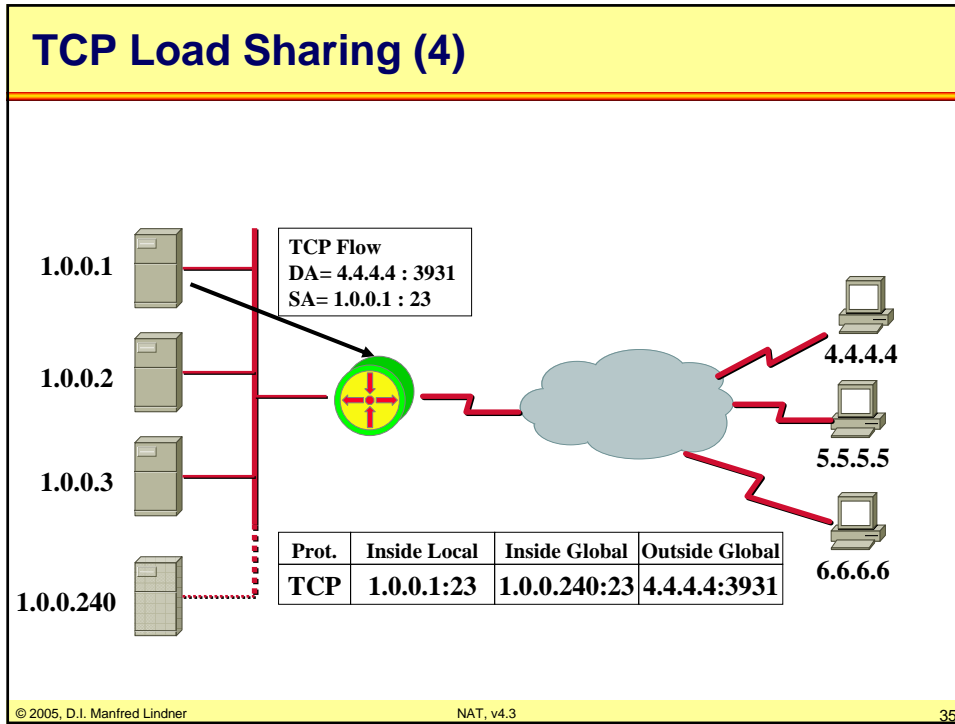 TCP Load Sharing (4)
TCP Flow
DA= 4.4.4.4 : 3931
SA= 1.0.0.1 : 23
1.0.0.1
1.0.0.2
1.0.0.3
1.0.0.240
4.4.4.4
5.5.5.5
6.6.6.6
Prot. Inside Local Inside Global Outside Global
TCP 1.0.0.1:23 1.0.0.240:23 4.4.4.4:3931
© 2005, D.I. Manfred Lindner NAT, v4.3 35